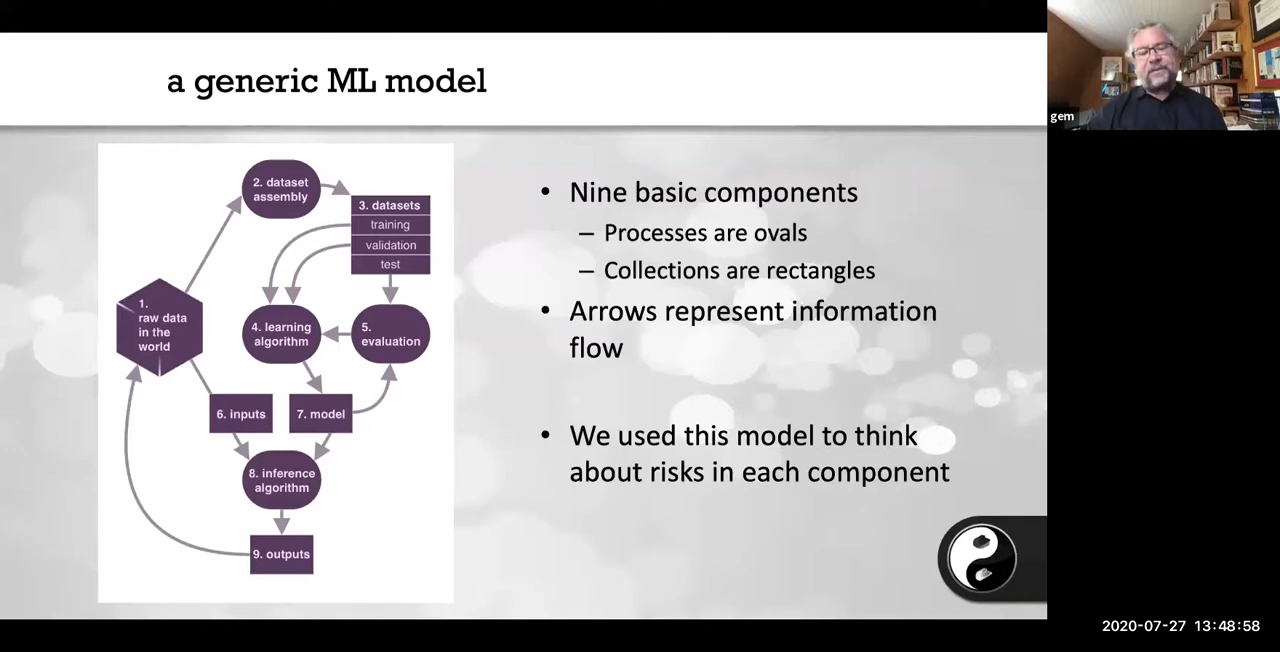 a generic ML model
gem
2. dataset
assembly
3. datasets
training
validation
test
1.
raw data
in the
world
4. learning
algorithm
5.
evaluation
6. inputs
7. model
8. inference
algorithm
9. outputs
• Nine basic components
– Processes are ovals
– Collections are rectangles
• Arrows represent information
flow
• We used this model to think
about risks in each component
2020-07-27 13:48:58